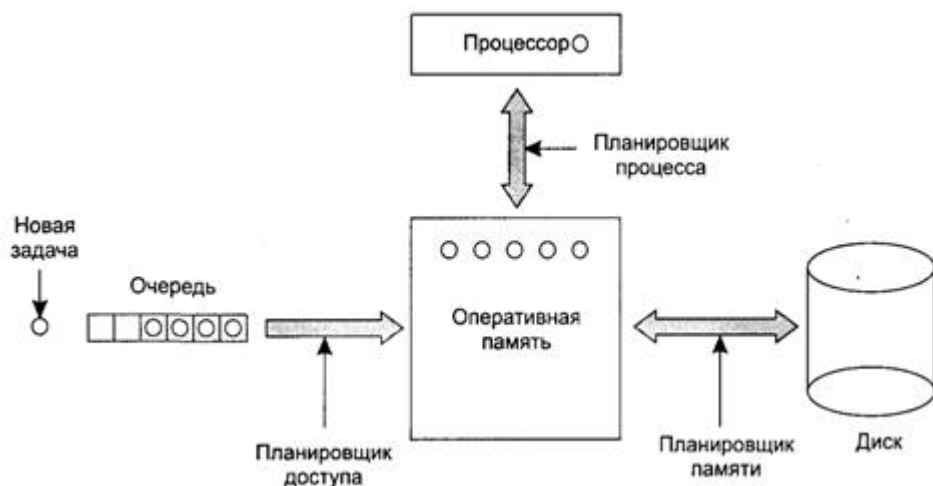 Процессор
Планировщик
процесса
Новая
задача
Очередь
Оперативная
память
Планировщик
доступа
Планировщик
памяти
Диск